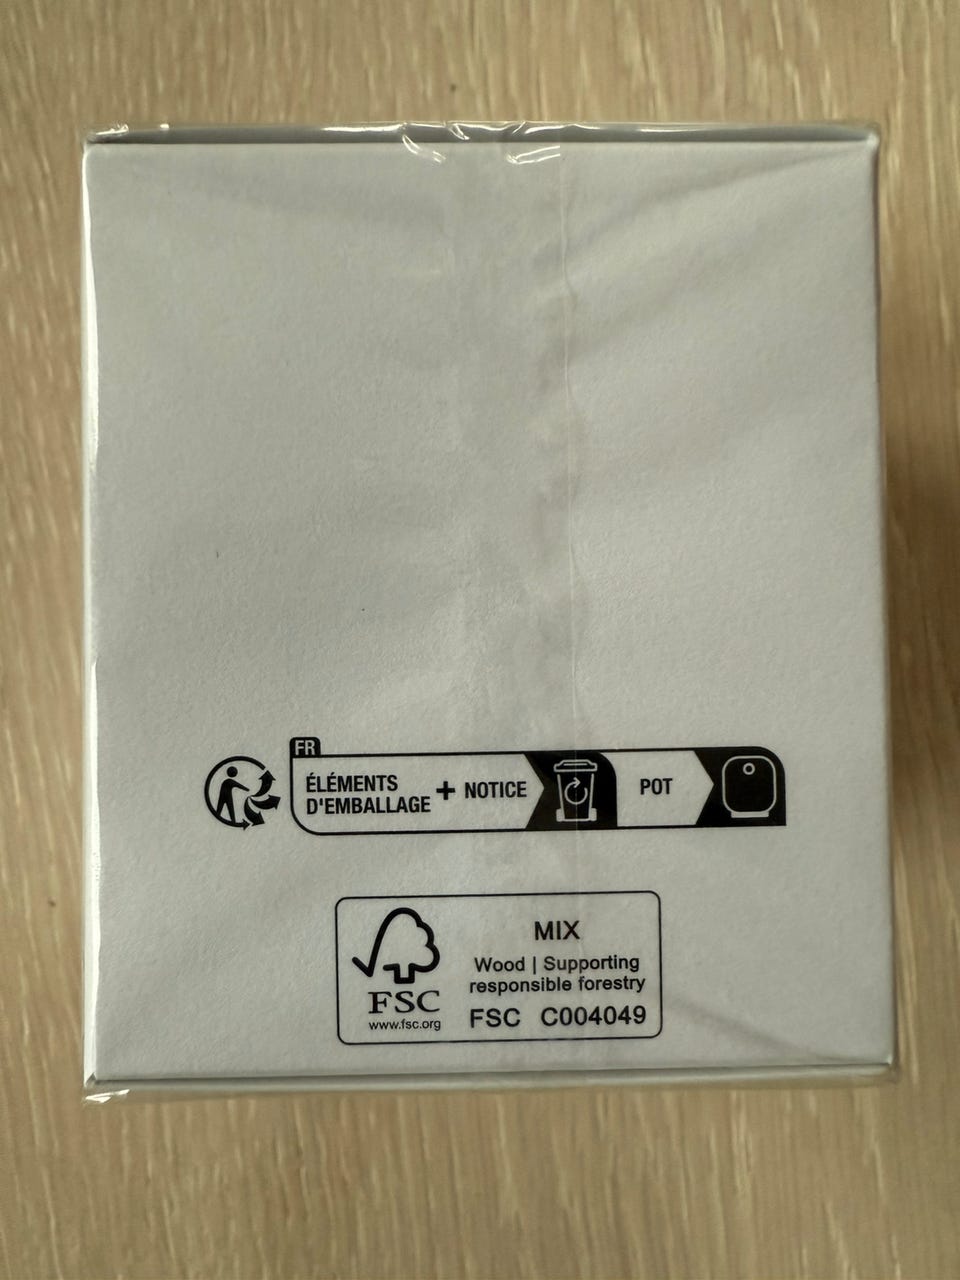 FR
ÉLÉMENTS
D'EMBALLAGE + NOTICE
POT
FSC
www.fsc.org
MIX
Wood | Supporting
responsible forestry
FSC C004049